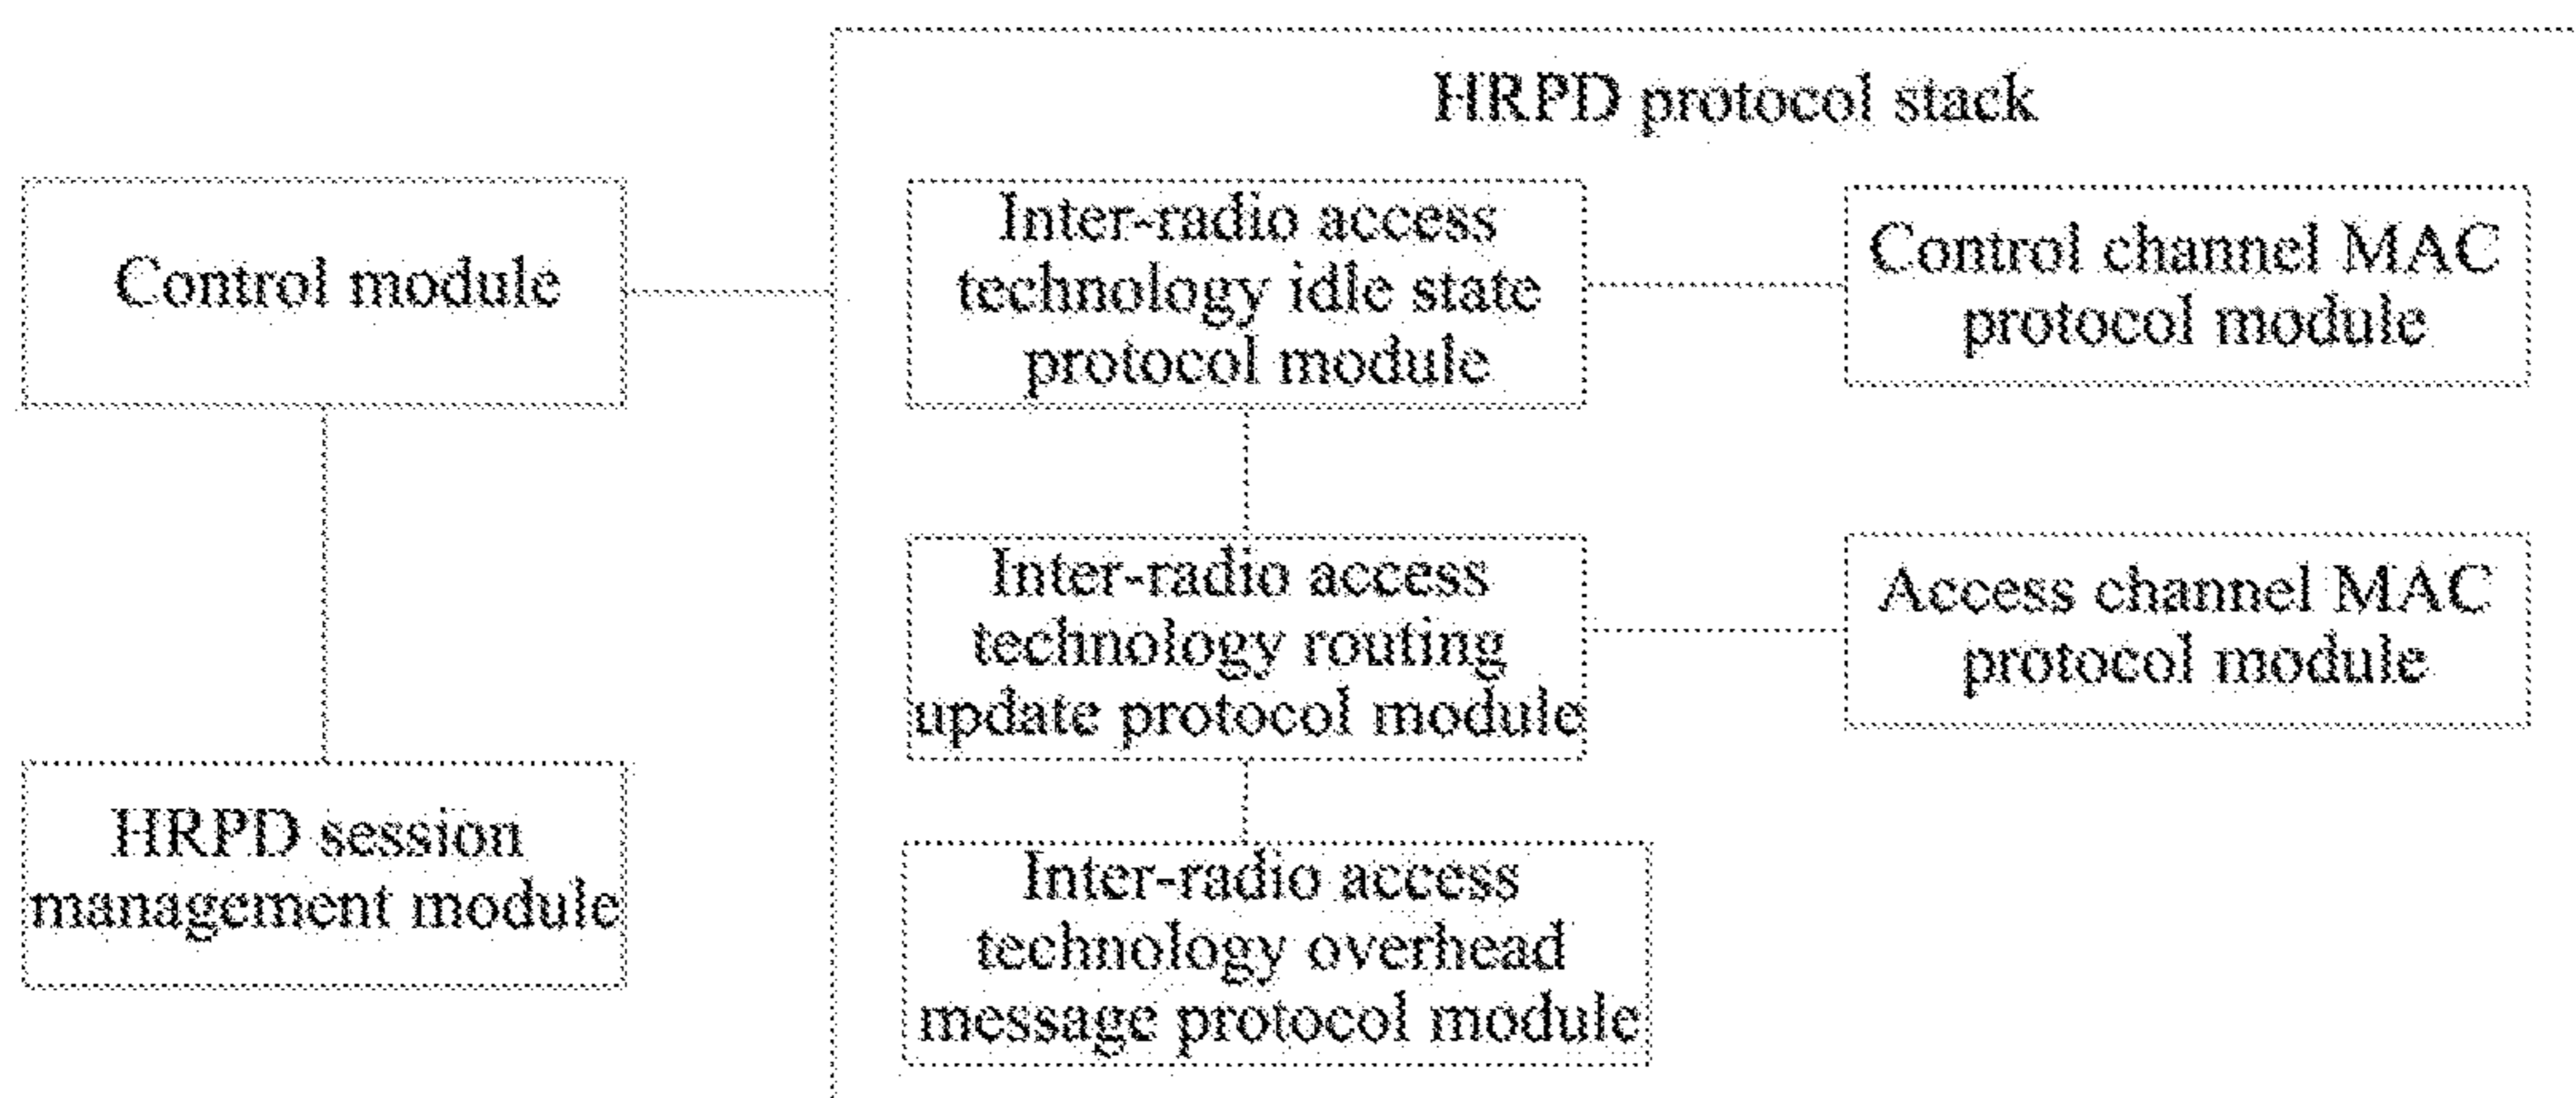 HRPD protocol stack
Control module
Inter-radio access
technology idle state
protocol module
Control channel MAC
protocol module
Inter-radio access
technology routing
update protocol module
Access channel MAC
protocol module
HRPD session
management module
Inter-radio access
technology overhead
message protocol module